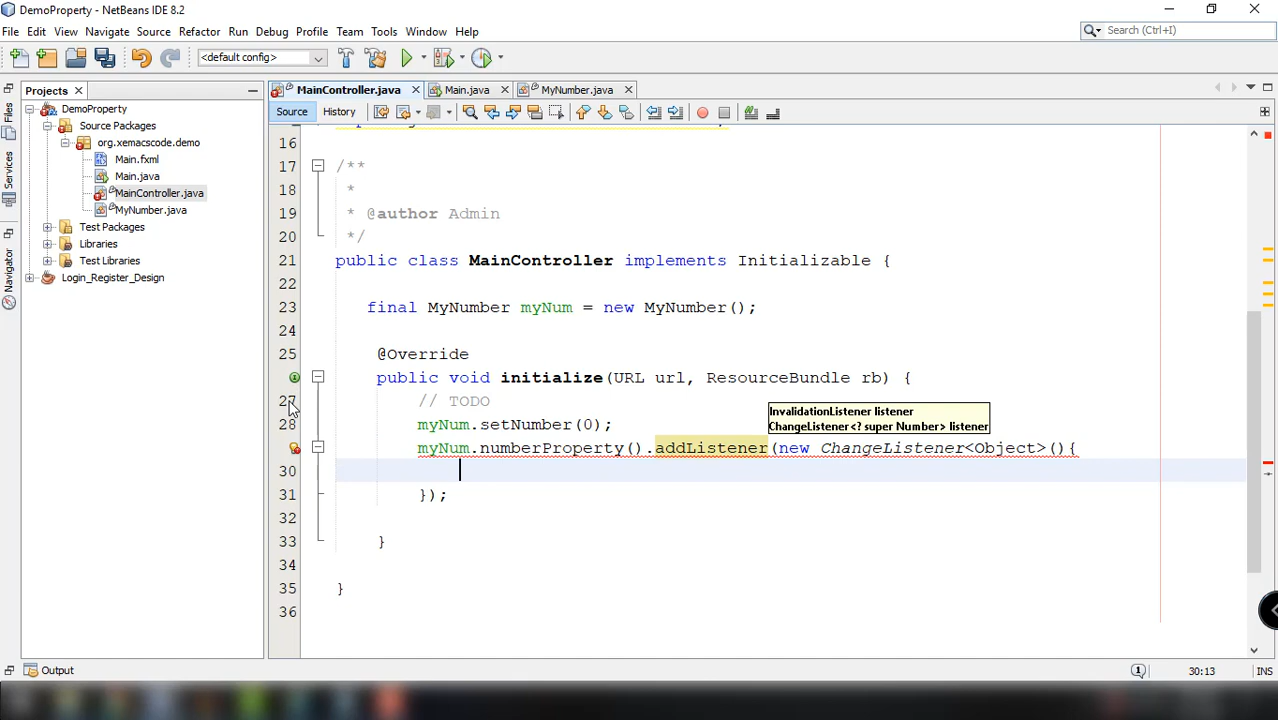 DemoProperty - NetBeans IDE 8.2
File Edit View Navigate Source Refactor Run Debug Profile Team Tools Window Help
Search (Ctrl+I)
<default config>
Projects
MainController.java
Main.java
MyNumber.java
Source
History
Files
Services
Navigator
DemoProperty
Source Packages
org.xemacscode.demo
Main.fxml
Main.java
MainController.java
MyNumber.java
Test Packages
Libraries
Test Libraries
Login_Register_Design
16
17 /**
18 *
19 * @author Admin
20 */
21 public class MainController implements Initializable {
22
23 final MyNumber myNum = new MyNumber();
24
25 @Override
public void initialize(URL url, ResourceBundle rb) {
27 // TODO
InvalidationListener listener
ChangeListener<? super Number> listener
28 myNum.setNumber(0);
myNum.numberProperty().addListener(new ChangeListener<Object>(){
30
31 });
32
33 }
34
35 }
36
Output
1
30:13
INS